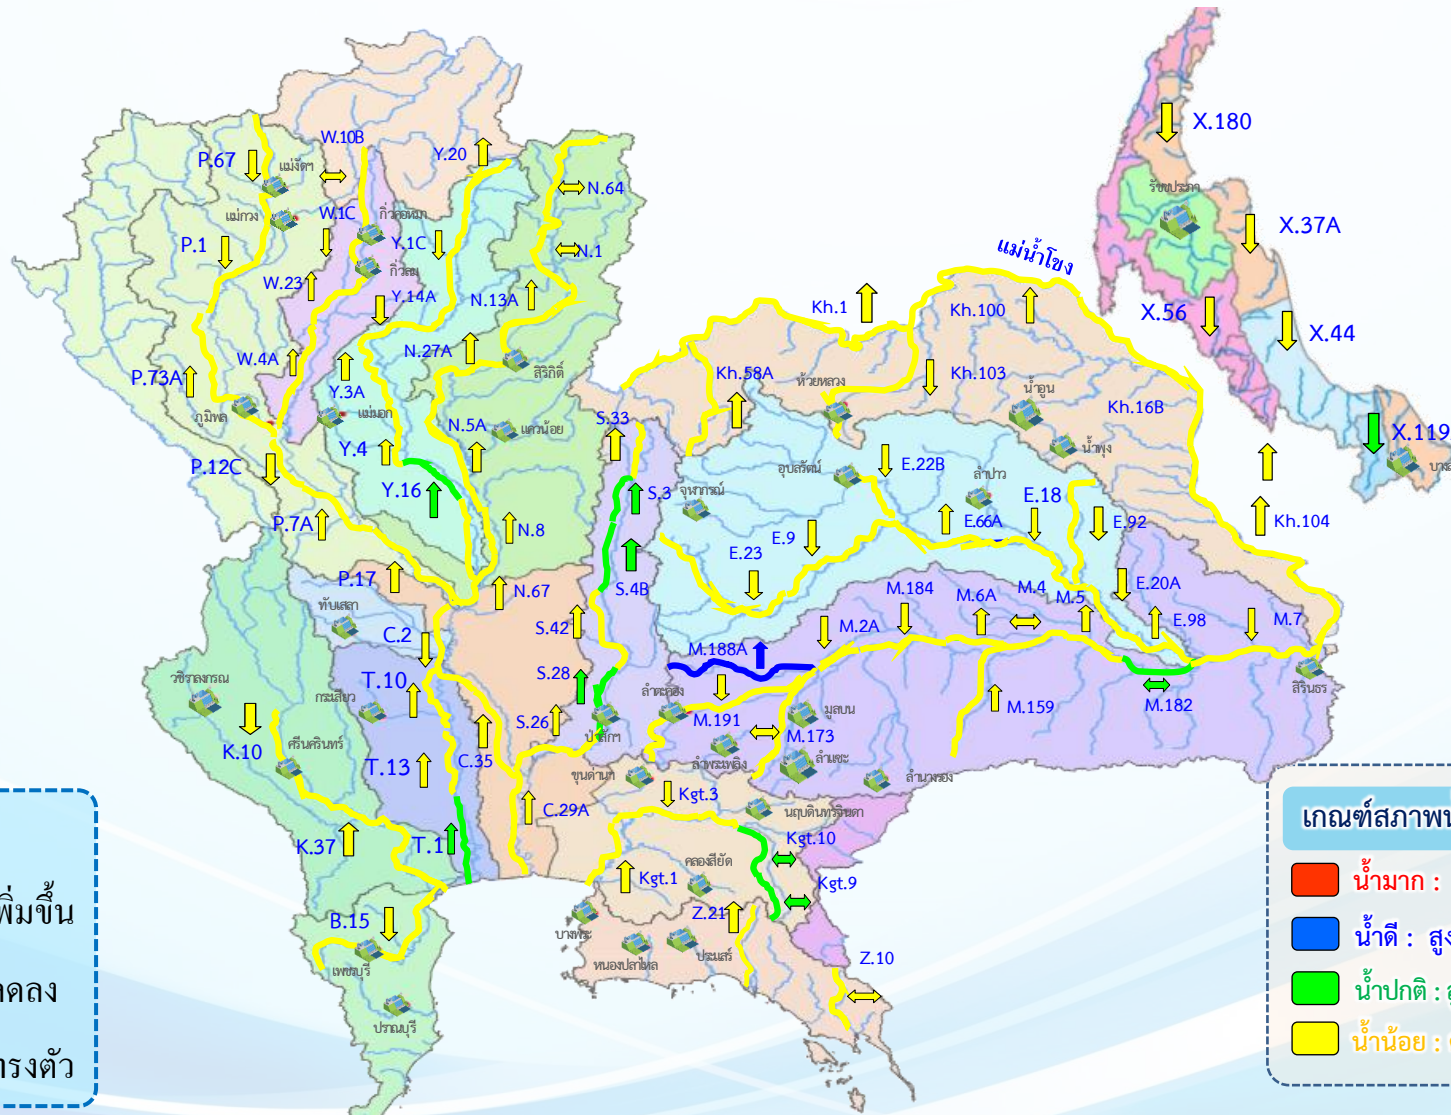 X.180
W.10B
Y.20
P.67
แม่งัดฯ
รัชชประภา
N.64
แม่กวง
W.1C
กิ่วคอหมา
X.37A
P.1
Y.1C
N.1
แม่น้ำโขง
กิ่วลม
W.23
Y.14A
N.13A
Kh.1
Kh.100
X.56
X.44
W.4A
N.27A
สิริกิติ์
P.73A
Y.3A
Kh.58A
ห้วยหลวง
Kh.103
น้ำอูน
ภูมิพล
แม่มอก
N.5A
แควน้อย
S.33
Kh.16B
X.119
Y.4
น้ำพุง
P.12C
อุบลรัตน์
E.22B
ลำปาว
Y.16
S.3
จุฬาภรณ์
E.18
P.7A
N.8
E.9
E.66A
E.92
Kh.104
E.23
P.17
N.67
S.4B
M.184
M.6A
M.4
M.5
E.20A
ทับเสลา
C.2
S.42
M.2A
E.98
M.7
M.188A
วชิราลงกรณ
กระเสียว
T.10
S.28
ลำตะคอง
สิรินธร
M.191
มูลบน
M.159
M.182
K.10
ศรีนครินทร์
S.26
ป่าสักฯ
M.173
T.13
C.35
ขุนด่านฯ
ลำพระเพลิง
ลำแซะ
ลำนางรอง
C.29A
Kgt.3
นฤบดินทรจินดา
K.37
T.1
Kgt.10
คลองสียัด
Kgt.1
Kgt.9
B.15
Z.21
บางพระ
เพชรบุรี
หนองปลาไหล
ประแสร์
Z.10
ปราณบุรี
พิ่มขึ้น
ดลง
ทรงตัว
เกณฑ์สภาพน
น้ำมาก :
น้ำดี : สูง
น้ำปกติ : ส
น้ำน้อย :